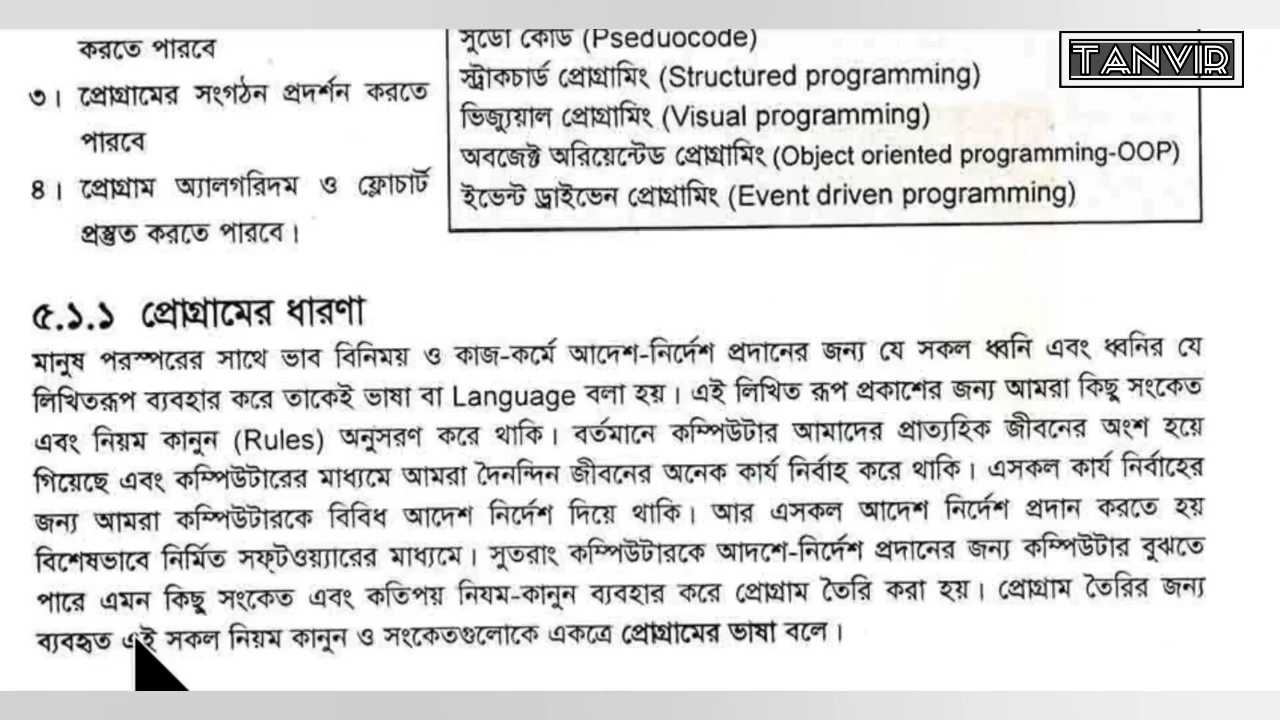 করতে পারবে
৩। প্রোগ্রামের সংগঠন প্রদর্শন করতে
পারবে
৪। প্রোগ্রাম অ্যালগরিদম ও ফ্লোচার্ট
প্রস্তুত করতে পারবে।
সুডো কোড (Pseduocode)
স্ট্রাকচার্ড প্রোগ্রামিং (Structured programming)
ভিজ্যুয়াল প্রোগ্রামিং (Visual programming)
অবজেক্ট অরিয়েন্টেড প্রোগ্রামিং (Object oriented programming-OOP)
ইভেন্ট ড্রাইভেন প্রোগ্রামিং (Event driven programming)
TANVIR
৫.১.১ প্রোগ্রামের ধারণা
মানুষ পরস্পরের সাথে ভাব বিনিময় ও কাজ-কর্মে আদেশ-নির্দেশ প্রদানের জন্য যে সকল ধ্বনি এবং ধ্বনির যে
লিখিতরূপ ব্যবহার করে তাকেই ভাষা বা Language বলা হয়। এই লিখিত রূপ প্রকাশের জন্য আমরা কিছু সংকেত
এবং নিয়ম কানুন (Rules) অনুসরণ করে থাকি। বর্তমানে কম্পিউটার আমাদের প্রাত্যহিক জীবনের অংশ হয়ে
গিয়েছে এবং কম্পিউটারের মাধ্যমে আমরা দৈনন্দিন জীবনের অনেক কার্য নির্বাহ করে থাকি। এসকল কার্য নির্বাহের
জন্য আমরা কম্পিউটারকে বিবিধ আদেশ নির্দেশ দিয়ে থাকি। আর এসকল আদেশ নির্দেশ প্রদান করতে হয়
বিশেষভাবে নির্মিত সফ্‌টওয়্যারের মাধ্যমে। সুতরাং কম্পিউটারকে আদশে-নির্দেশ প্রদানের জন্য কম্পিউটার বুঝতে
পারে এমন কিছু সংকেত এবং কতিপয় নিযম-কানুন ব্যবহার করে প্রোগ্রাম তৈরি করা হয়। প্রোগ্রাম তৈরির জন্য
ব্যবহৃত এই সকল নিয়ম কানুন ও সংকেতগুলোকে একত্রে প্রোগ্রামের ভাষা বলে।